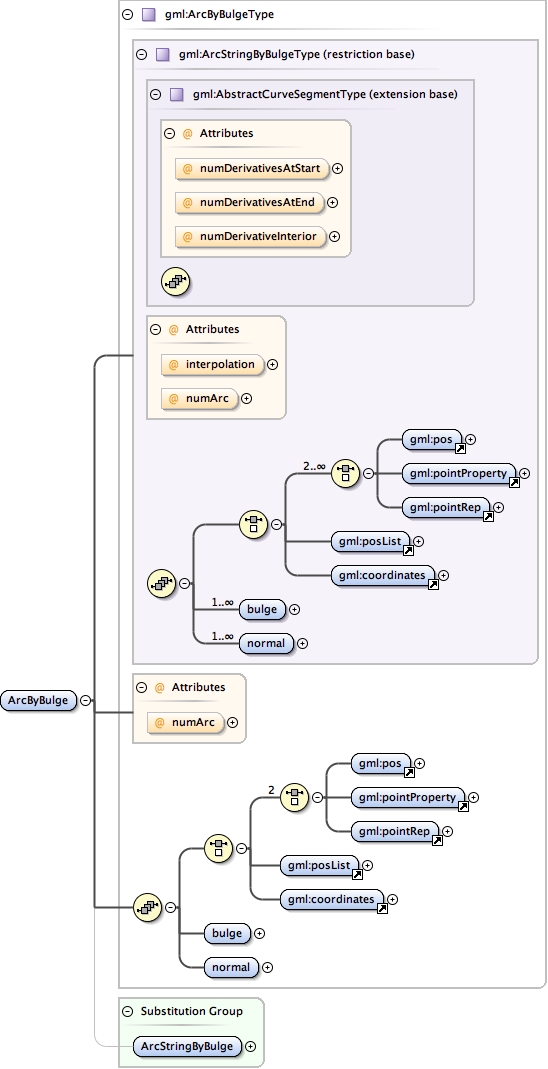 gml:ArcByBulgeType
gml:ArcStringByBulgeType (restriction base)
gml:AbstractCurveSegmentType (extension base)
@ Attributes
@ numDerivativesAtStart
@ numDerivativesAtEnd
@ numDerivativeInterior
@ Attributes
@ interpolation
@ numArc
2..∞
gml:pos
gml:pointProperty
gml:pointRep
gml:posList
gml:coordinates
1..∞
bulge
1..∞
normal
ArcByBulge
@ Attributes
@ numArc
2
gml:pos
gml:pointProperty
gml:pointRep
gml:posList
gml:coordinates
bulge
normal
Substitution Group
ArcStringByBulge